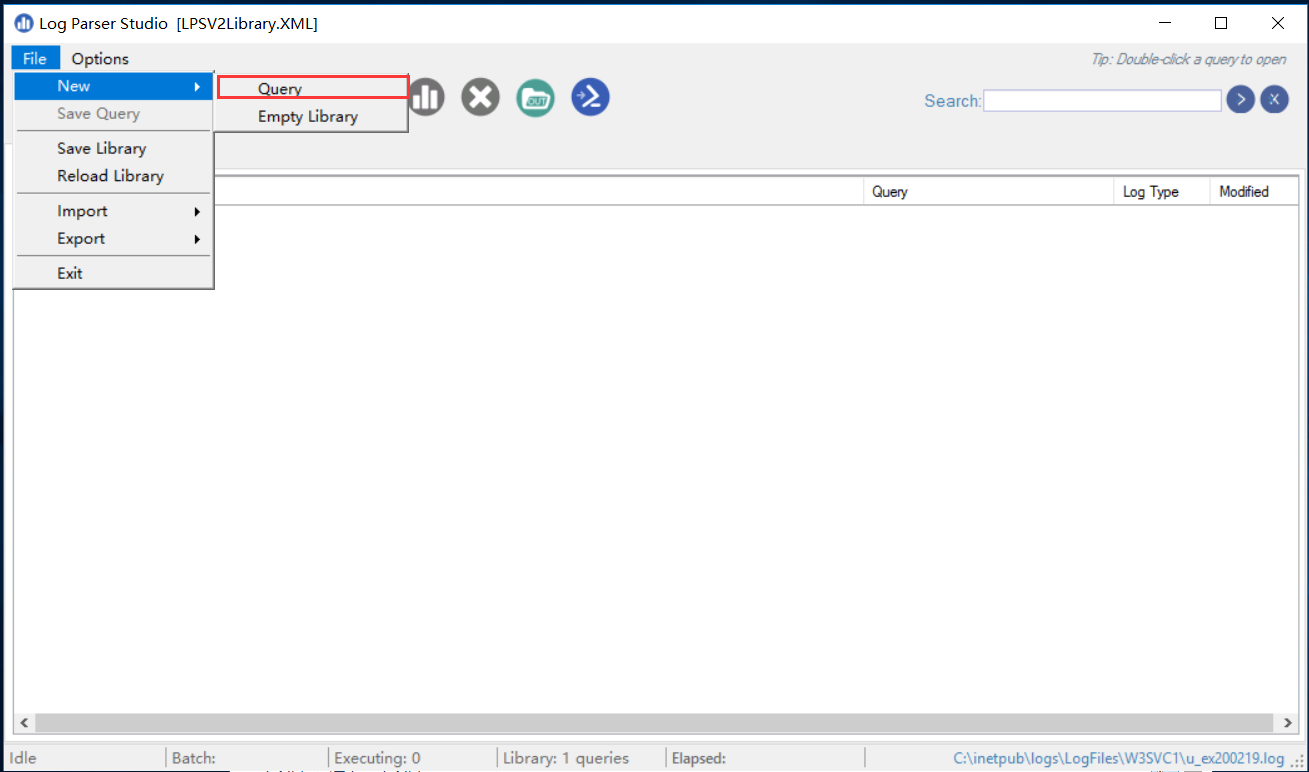 Log Parser Studio [LPSV2Library.XML]
File Options
Tip: Double-click a query to open
New
Query
Save Query
Empty Library
Search:
Save Library
Reload Library
Import
Export
Exit
Query Log Type Modified
OUT
Idle Batch: Executing: 0 Library: 1 queries Elapsed: C:\inetpub\logs\LogFiles\W3SVC1\u_ex200219.log